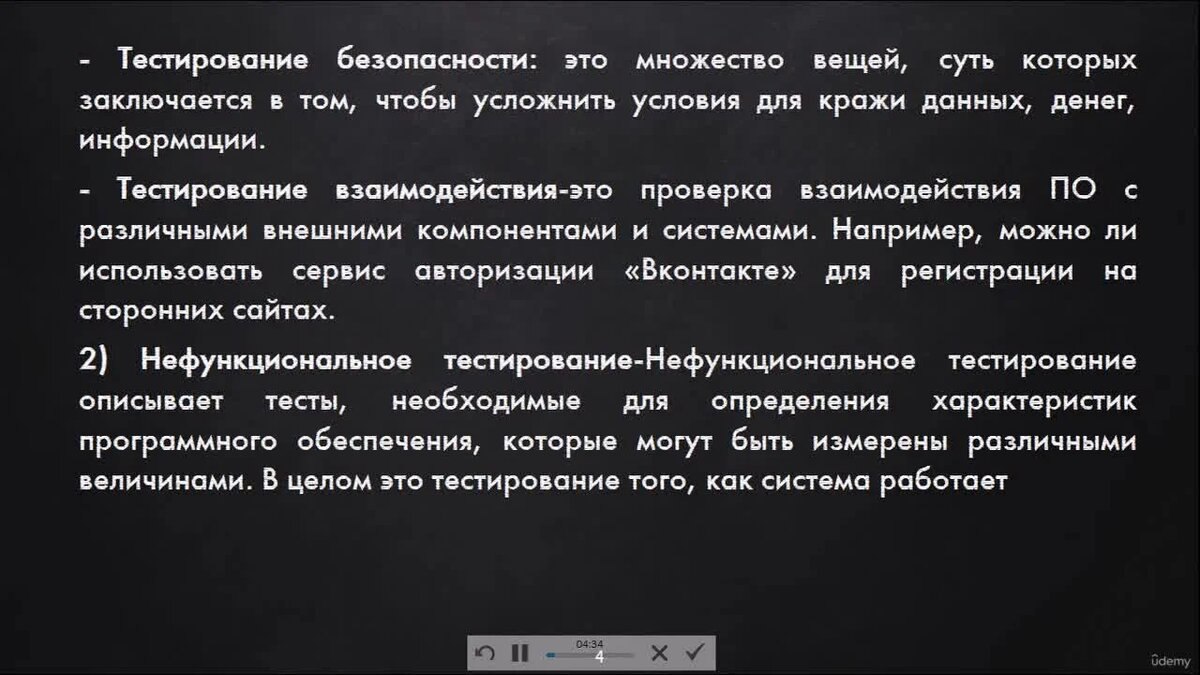 - Тестирование безопасности: это множество вещей, суть которых
заключается в том, чтобы усложнить условия для кражи данных, денег,
информации.
- Тестирование взаимодействия-это проверка взаимодействия ПО с
различными внешними компонентами и системами. Например, можно ли
использовать сервис авторизации «Вконтакте» для регистрации на
сторонних сайтах.
2) Нефункциональное тестирование-Нефункциональное тестирование
описывает тесты, необходимые для определения характеристик
программного обеспечения, которые могут быть измерены различными
величинами. В целом это тестирование того, как система работает
04:34
4
ûdemy